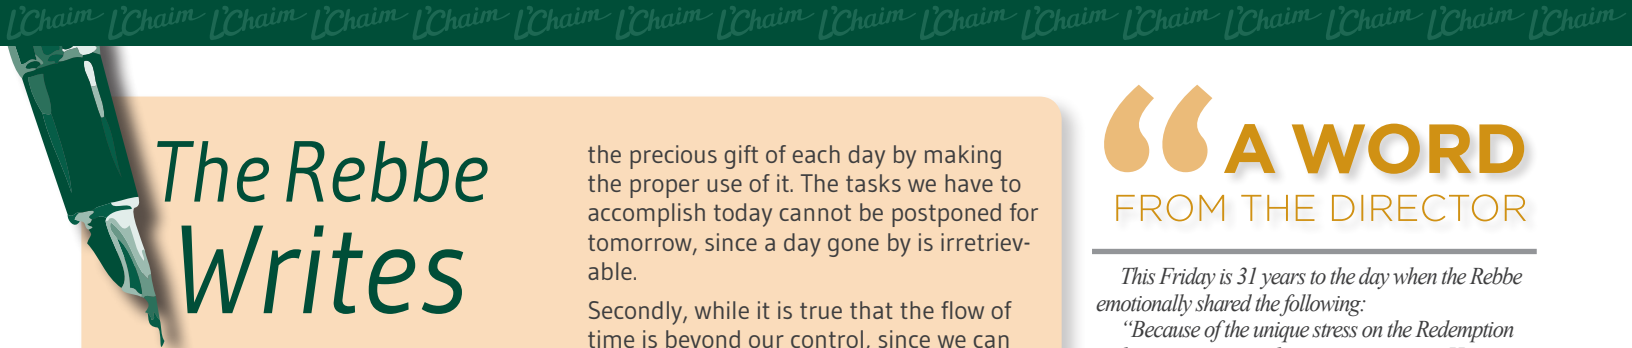 L'Chaim L'Chaim L'Chaim L'Chaim L'Chaim L'Chaim L'Chaim L'Chaim L'Chaim L'Chaim L'Chaim L'Chaim L'Chaim L'Chaim L'Chaim L'Chaim
The Rebbe
Writes
the precious gift of each day by making
the proper use of it. The tasks we have to
accomplish today cannot be postponed for
tomorrow, since a day gone by is irretriev-
able.
Secondly, while it is true that the flow of
time is beyond our control, since we can
“ A WORD
FROM THE DIRECTOR
This Friday is 31 years to the day when the Rebbe
emotionally shared the following:
“Because of the unique stress on the Redemption